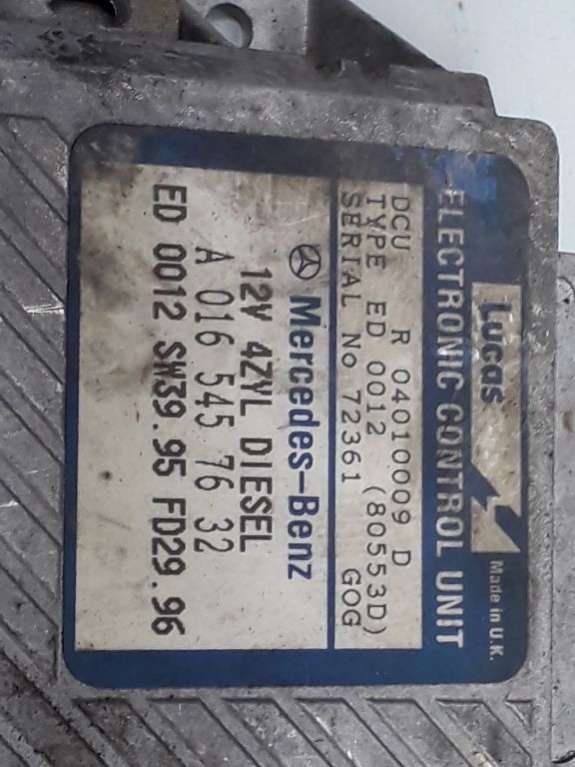 Lucas
Made in U.K.
ELECTRONIC CONTROL UNIT
DCU R 04010009 D
TYPE ED 0012 (80553D)
SERIAL No 72361 GOG
Mercedes-Benz
12V 4ZYL DIESEL
A 016 545 76 32
ED 0012 SW39.95 FD29.96